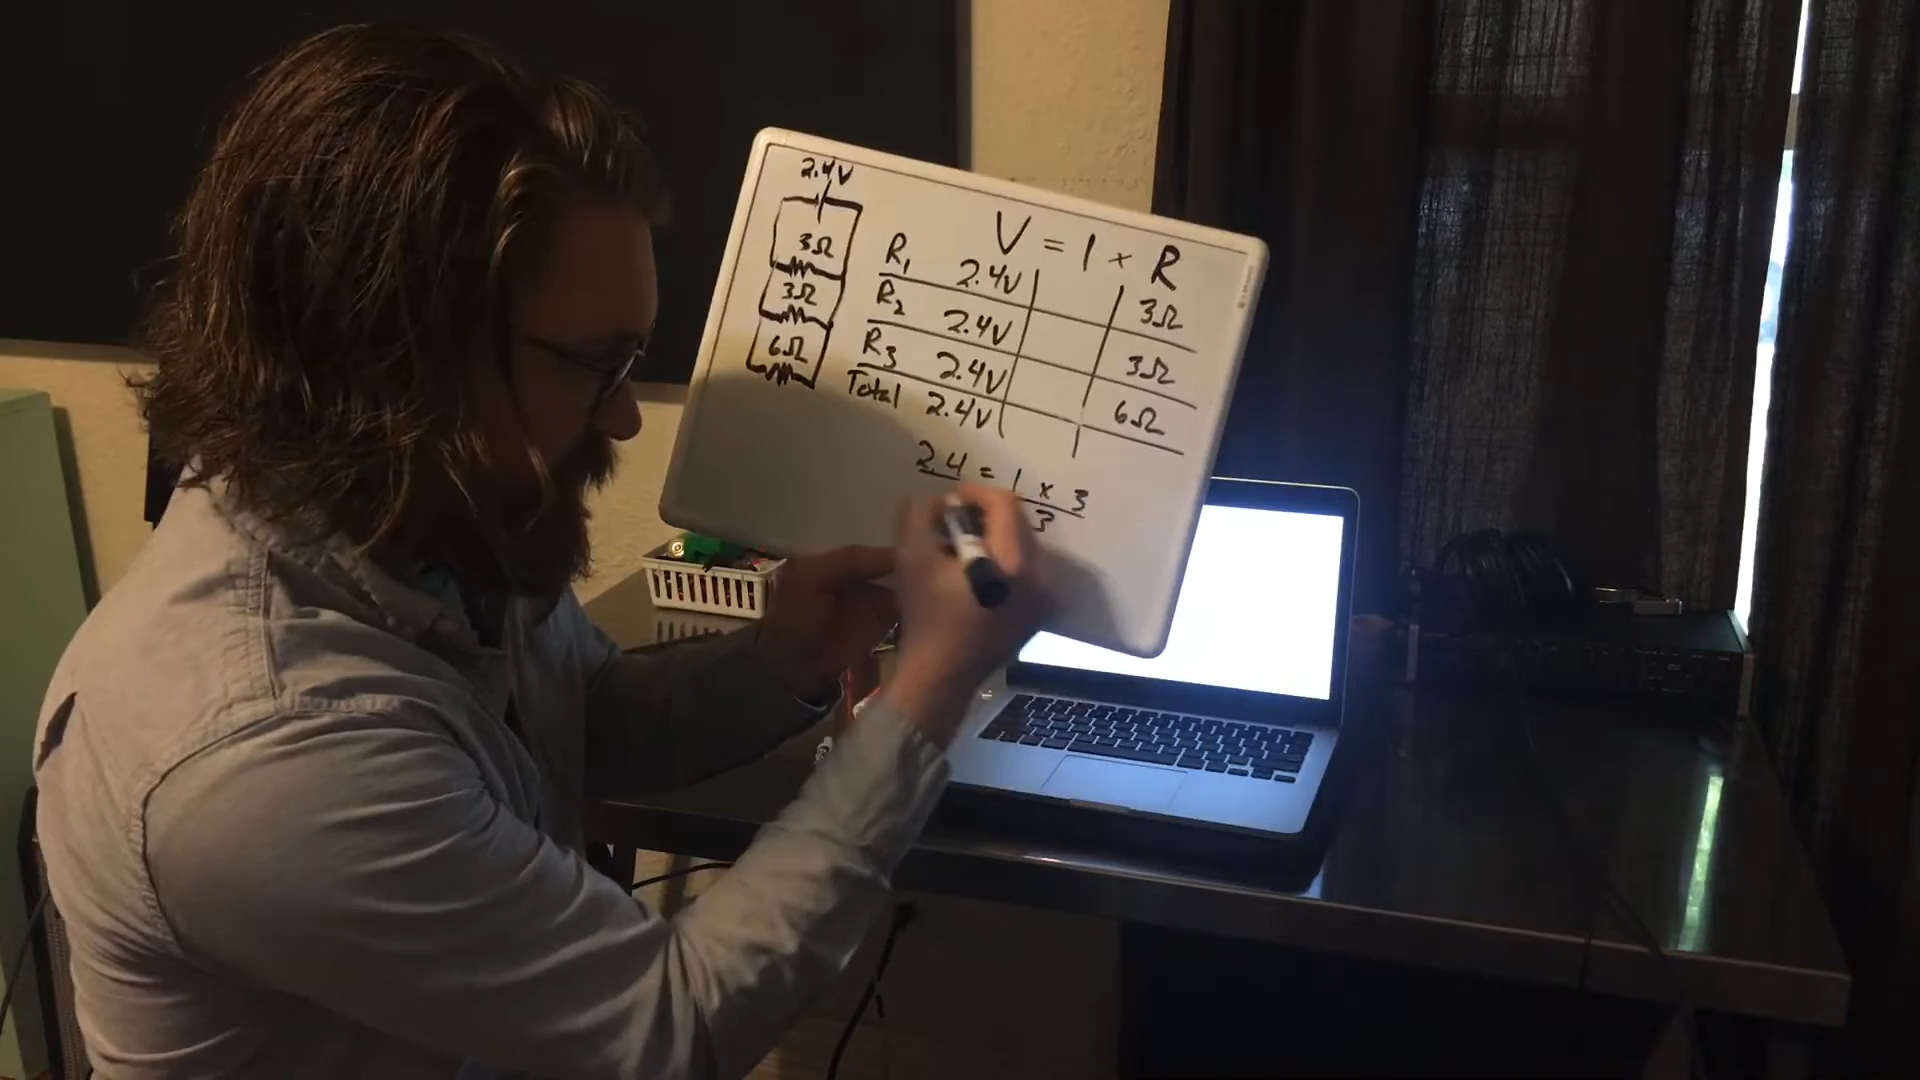 2.4V
3Ω
3Ω
6Ω
V = I × R
R1 2.4V 3Ω
R2 2.4V 3Ω
R3 2.4V 6Ω
Total 2.4V
2.4 = I × 3
3